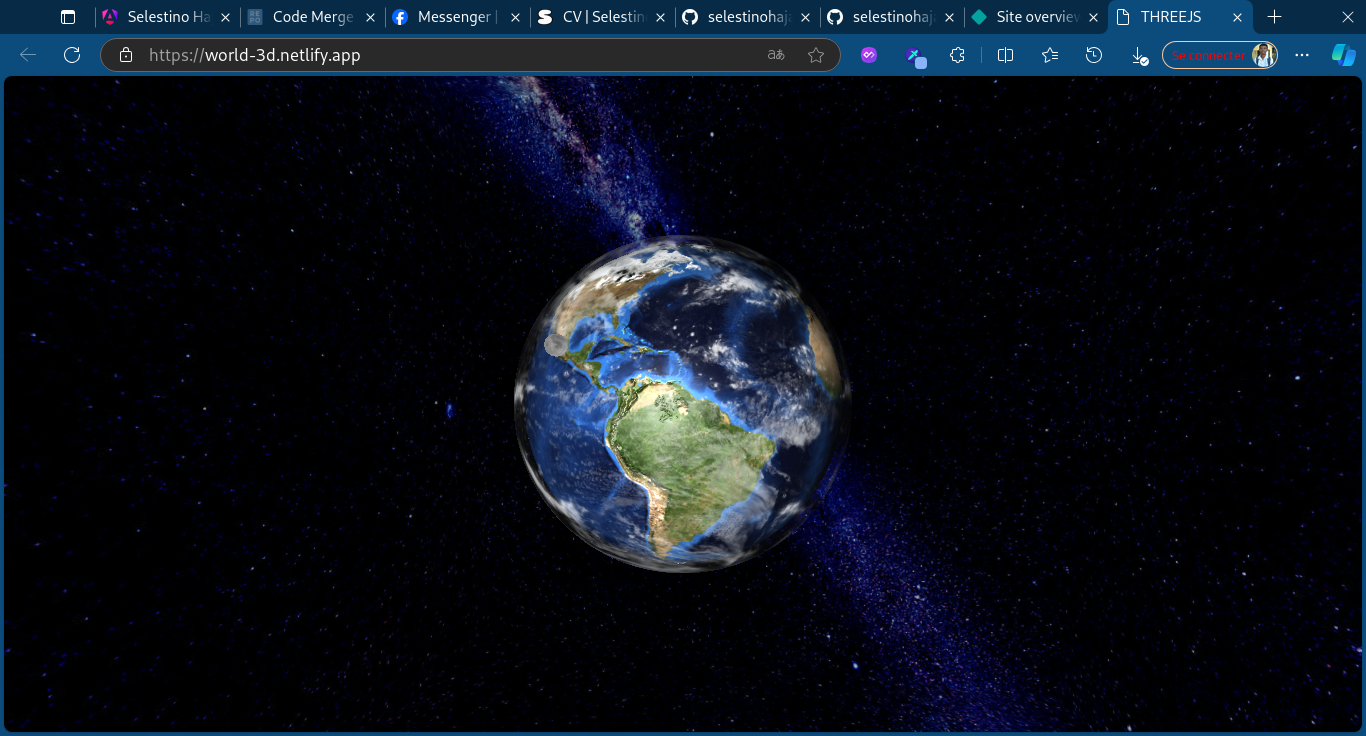 Selestino Ha
Code Merge
Messenger |
CV | Selestin
selestinohaj
selestinohaj
Site overview
THREEJS
https://world-3d.netlify.app
Se connecter